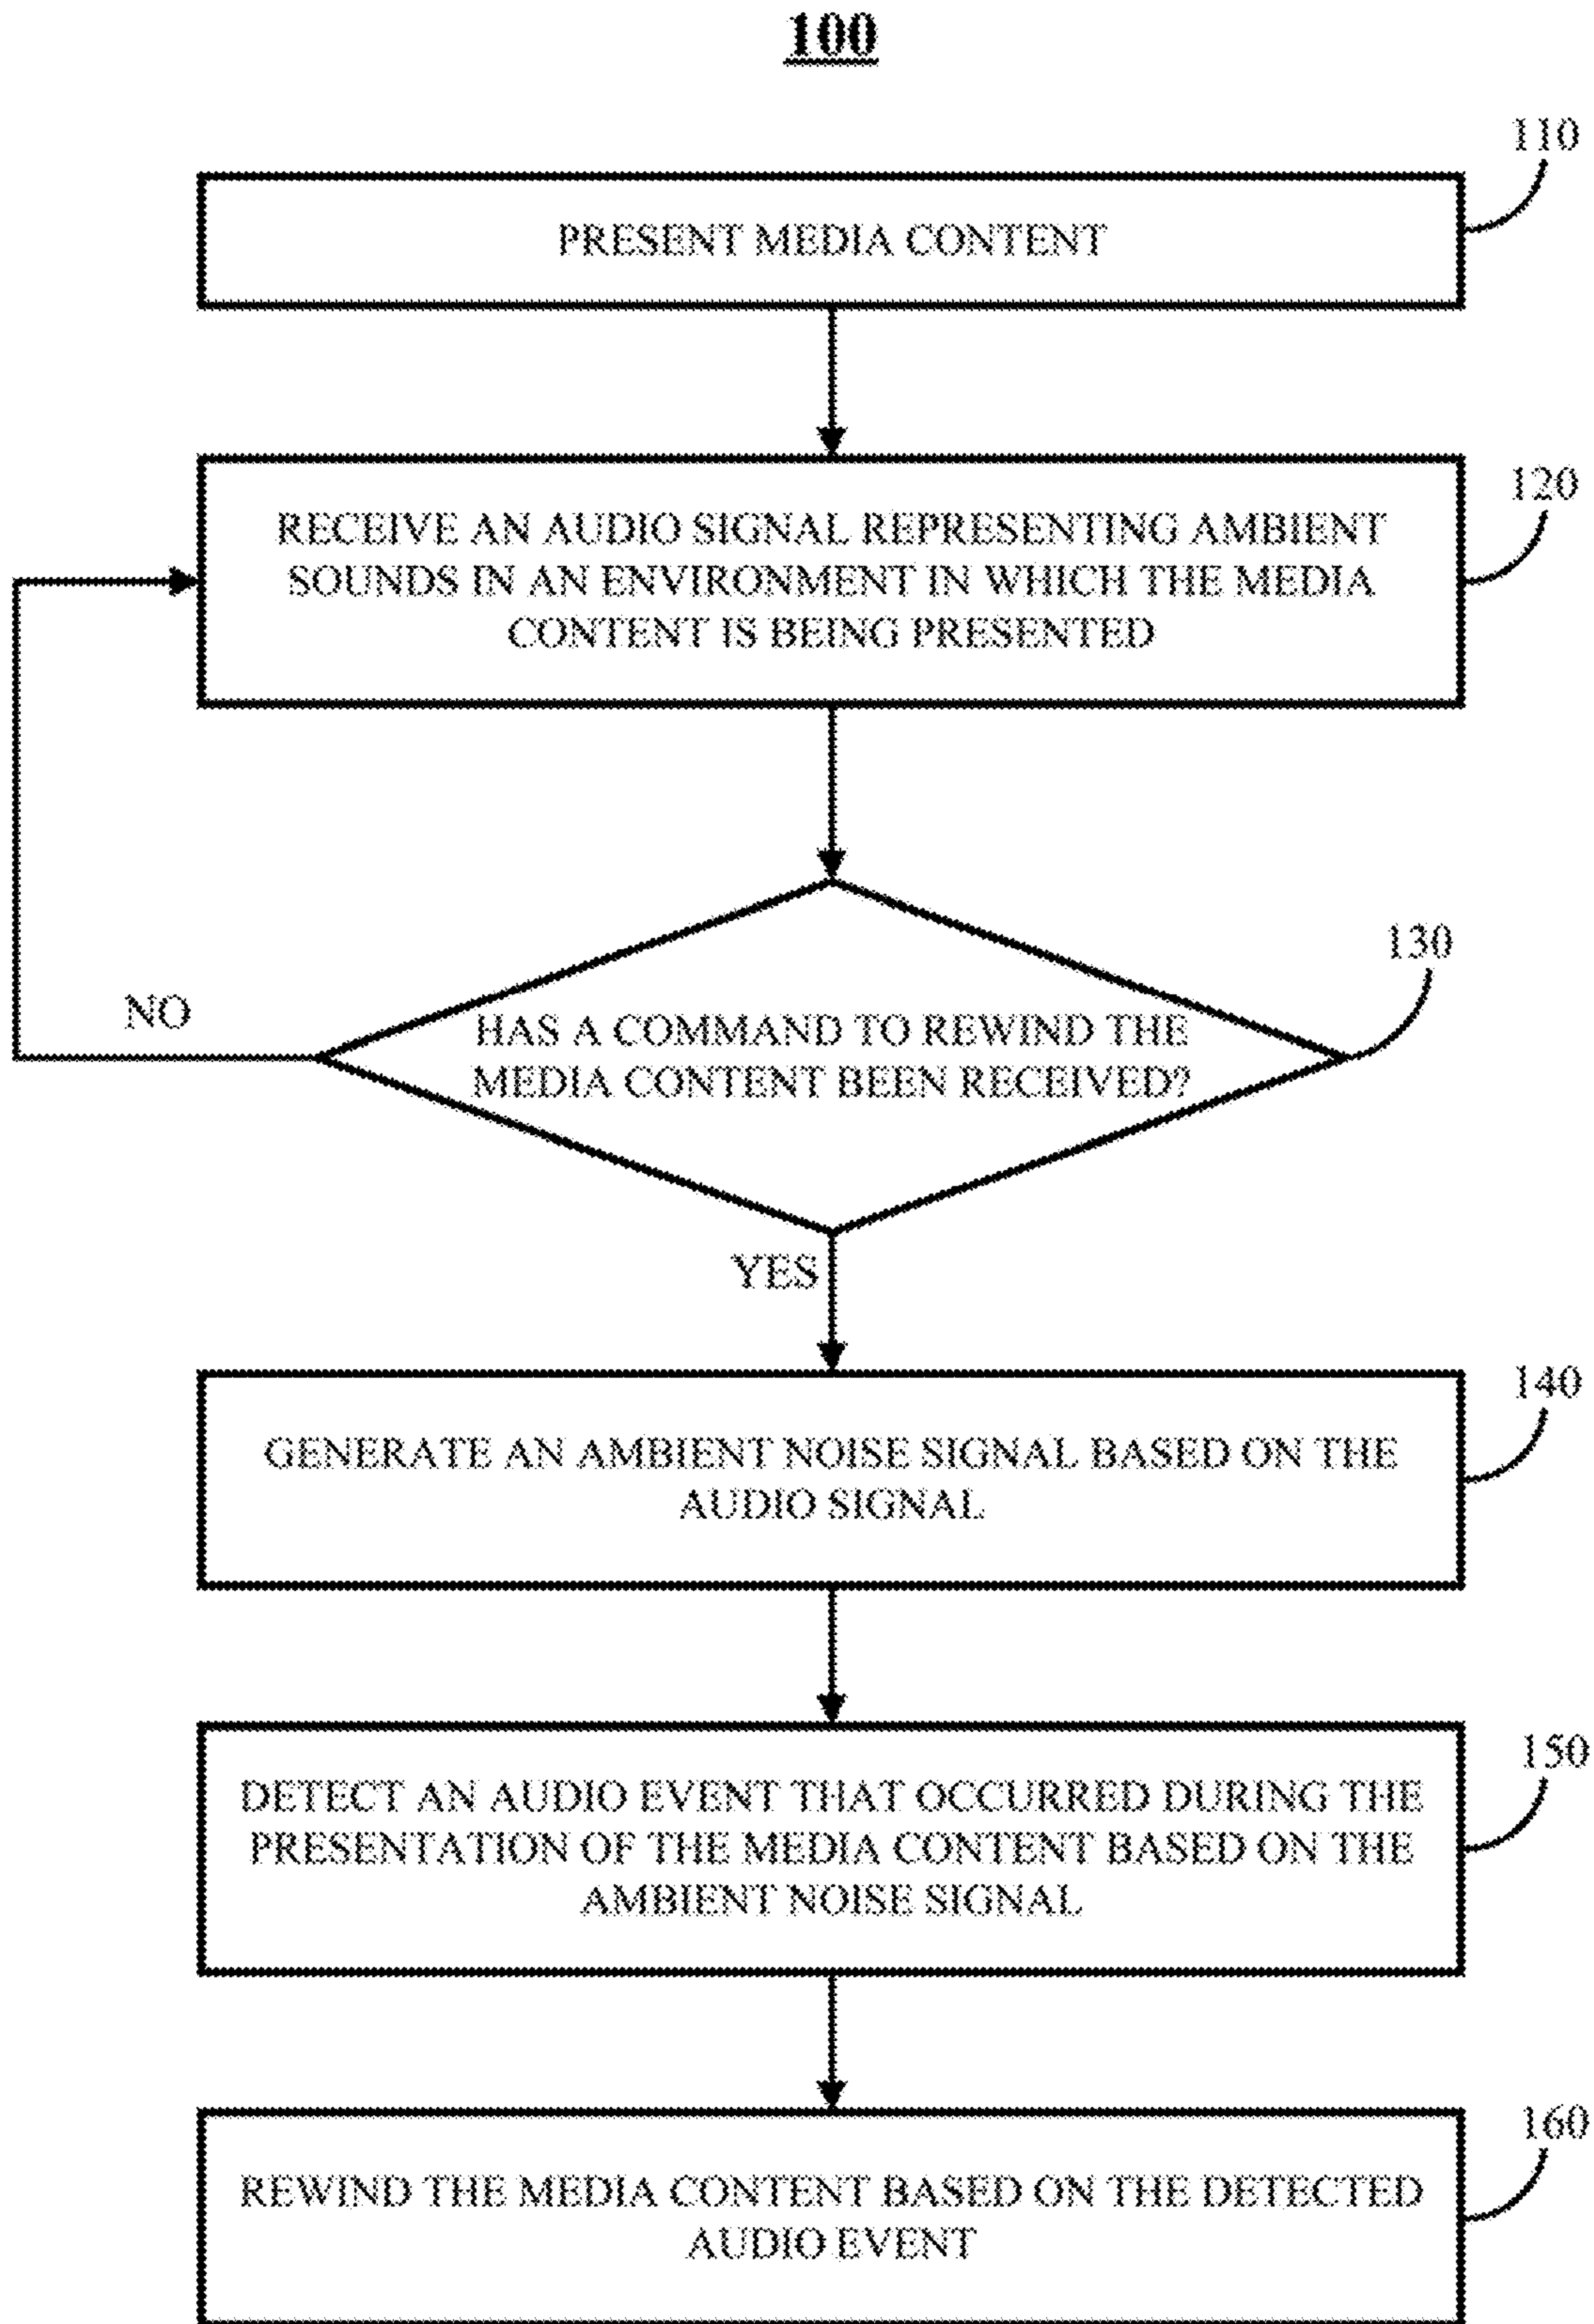 100
110
PRESENT MEDIA CONTENT
120
RECEIVE AN AUDIO SIGNAL REPRESENTING AMBIENT
SOUNDS IN AN ENVIRONMENT IN WHICH THE MEDIA
CONTENT IS BEING PRESENTED
130
NO
HAS A COMMAND TO REWIND THE
MEDIA CONTENT BEEN RECEIVED?
YES
140
GENERATE AN AMBIENT NOISE SIGNAL BASED ON THE
AUDIO SIGNAL
150
DETECT AN AUDIO EVENT THAT OCCURRED DURING THE
PRESENTATION OF THE MEDIA CONTENT BASED ON THE
AMBIENT NOISE SIGNAL
160
REWIND THE MEDIA CONTENT BASED ON THE DETECTED
AUDIO EVENT